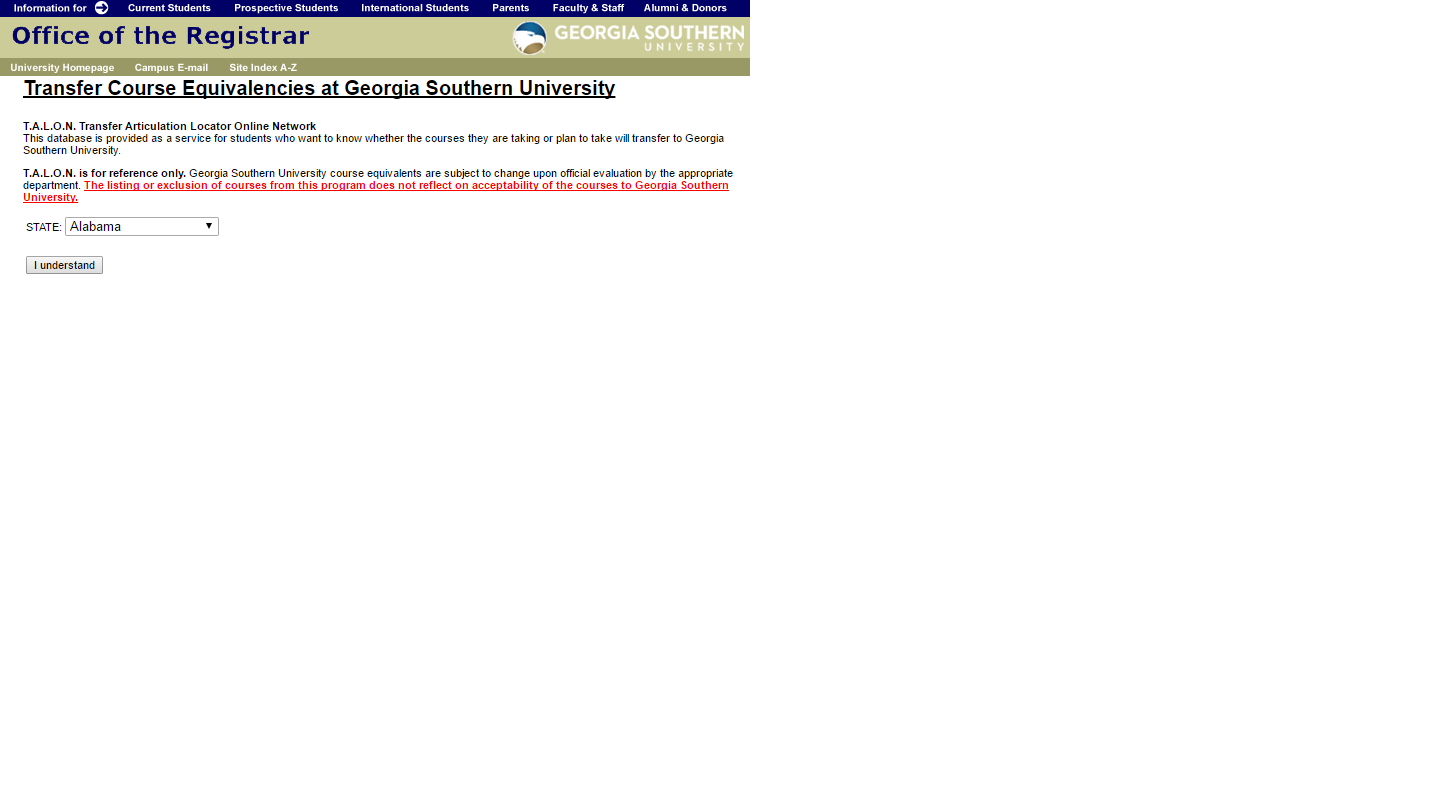 Information for Current Students Prospective Students International Students Parents Faculty & Staff Alumni & Donors
Office of the Registrar
GEORGIA SOUTHERN
UNIVERSITY
University Homepage Campus E-mail Site Index A-Z
Transfer Course Equivalencies at Georgia Southern University
T.A.L.O.N. Transfer Articulation Locator Online Network
This database is provided as a service for students who want to know whether the courses they are taking or plan to take will transfer to Georgia
Southern University.
T.A.L.O.N. is for reference only. Georgia Southern University course equivalents are subject to change upon official evaluation by the appropriate
department. The listing or exclusion of courses from this program does not reflect on acceptability of the courses to Georgia Southern
University.
STATE: Alabama
I understand